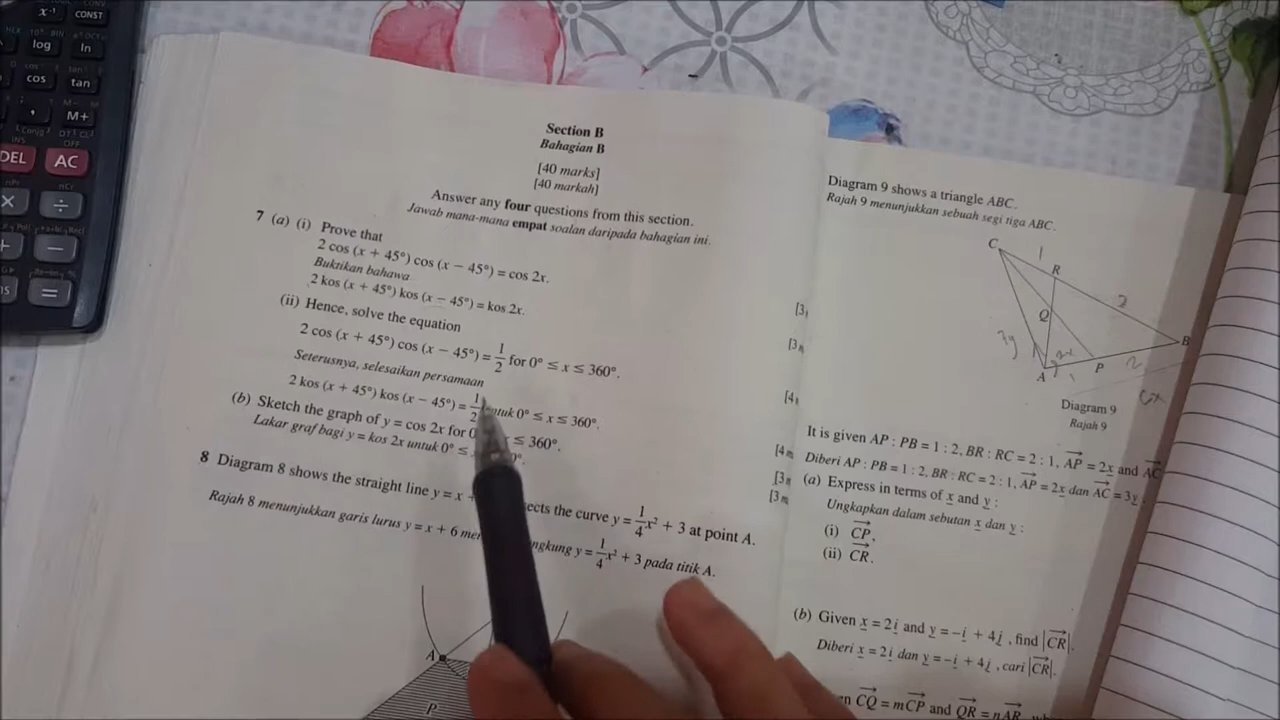 x⁻¹
CONST
log
ln
cos
tan
M+
DEL
AC
×
÷
+
−
=
Section B
Bahagian B
[40 marks]
[40 markah]
Answer any four questions from this section.
Jawab mana-mana empat soalan daripada bahagian ini.
7 (a) (i) Prove that
2 cos (x + 45°) cos (x − 45°) = cos 2x.
Buktikan bahawa
2 kos (x + 45°) kos (x − 45°) = kos 2x.
[3
(ii) Hence, solve the equation
2 cos (x + 45°) cos (x − 45°) = 1/2 for 0° ≤ x ≤ 360°.
[3
Seterusnya, selesaikan persamaan
2 kos (x + 45°) kos (x − 45°) = 1/2 untuk 0° ≤ x ≤ 360°.
[4
(b) Sketch the graph of y = cos 2x for 0 ≤ 360°.
[4
Lakar graf bagi y = kos 2x untuk 0° ≤
[3
[3
8 Diagram 8 shows the straight line y = x + ects the curve y = 1/4x² + 3 at point A.
Rajah 8 menunjukkan garis lurus y = x + 6 engkung y = 1/4x² + 3 pada titik A.
A
P
Diagram 9 shows a triangle ABC.
Rajah 9 menunjukkan sebuah segi tiga ABC.
C
1
R
2
Q
3y
B
A
P
2
1
Diagram 9
Rajah 9
It is given AP : PB = 1 : 2, BR : RC = 2 : 1, AP = 2x and AC
Diberi AP : PB = 1 : 2, BR : RC = 2 : 1, AP = 2x dan AC = 3y
(a) Express in terms of x and y :
Ungkapkan dalam sebutan x dan y :
(i) CP,
(ii) CR.
(b) Given x = 2i and y = −i + 4j , find |CR|.
Diberi x = 2i dan y = −i + 4j , cari |CR|.
en CQ = mCP and QR = nAR